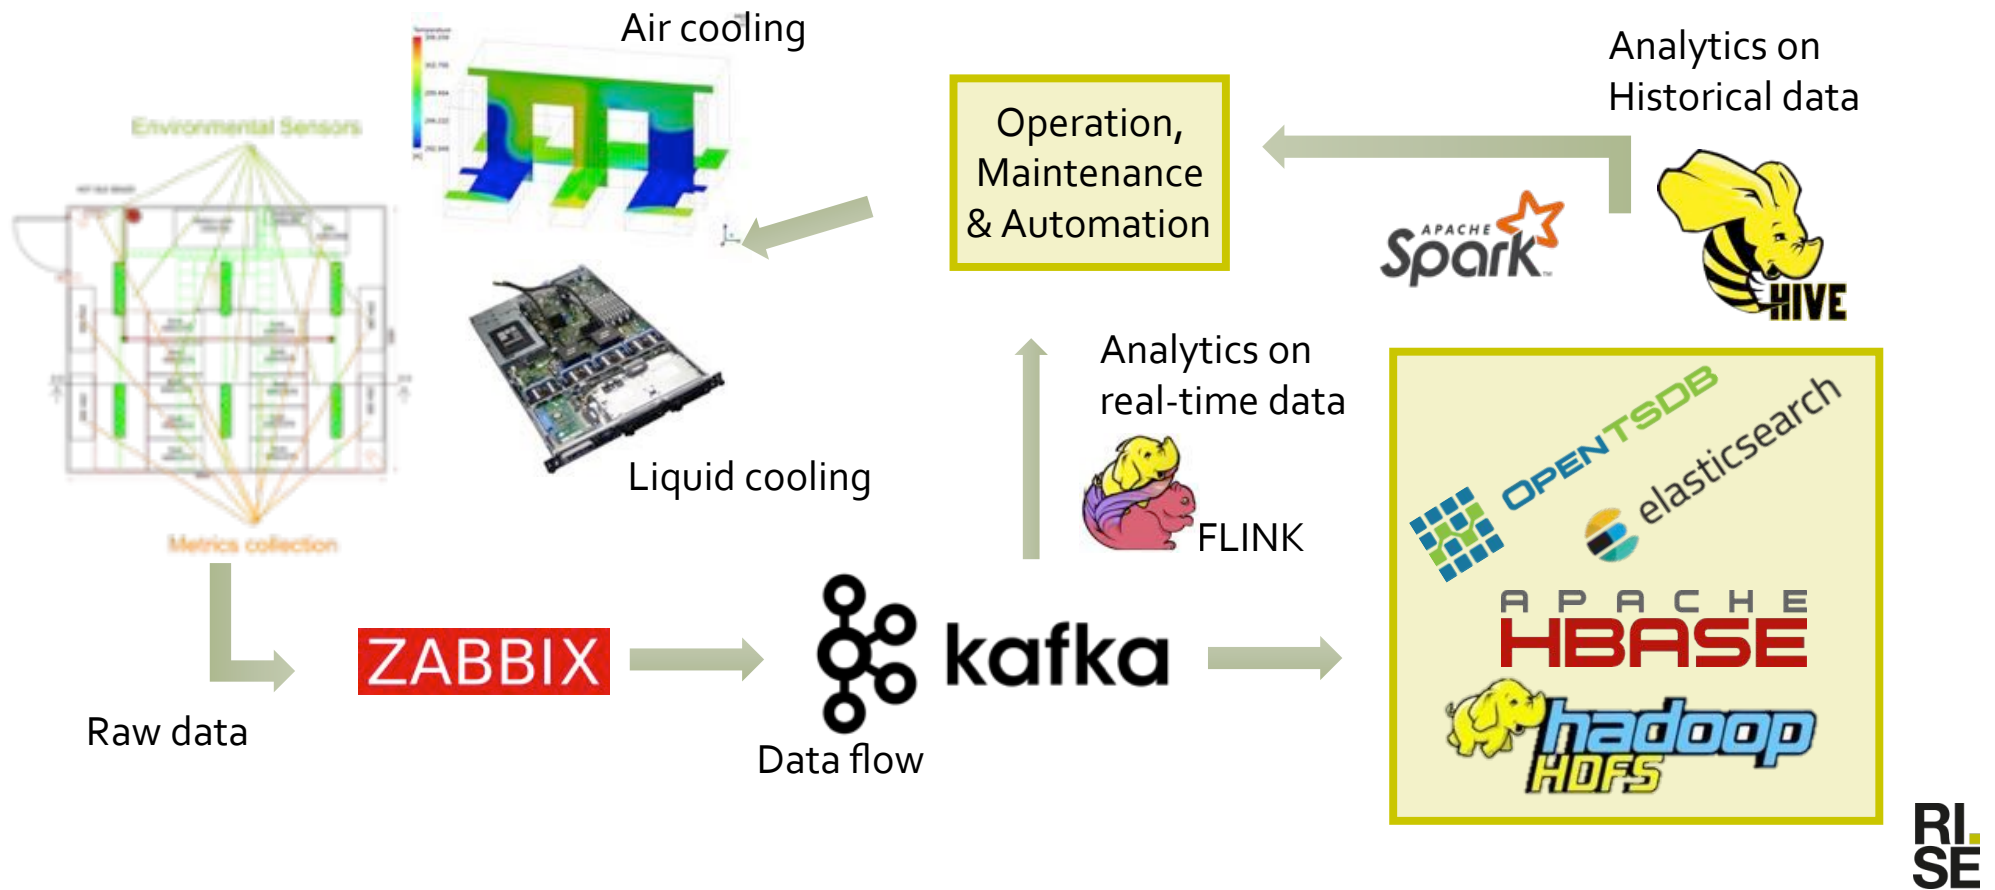 Air cooling
Temperature
Environmental Sensors
Metrics collection
Raw data
Liquid cooling
ZABBIX
kafka
Data flow
Operation,
Maintenance
& Automation
Analytics on
real-time data
FLINK
Analytics on
Historical data
APACHE
Spark
TM
HIVE
OPENTSDB
elasticsearch
APACHE
HBASE
hadoop
HDFS
RI.
SE